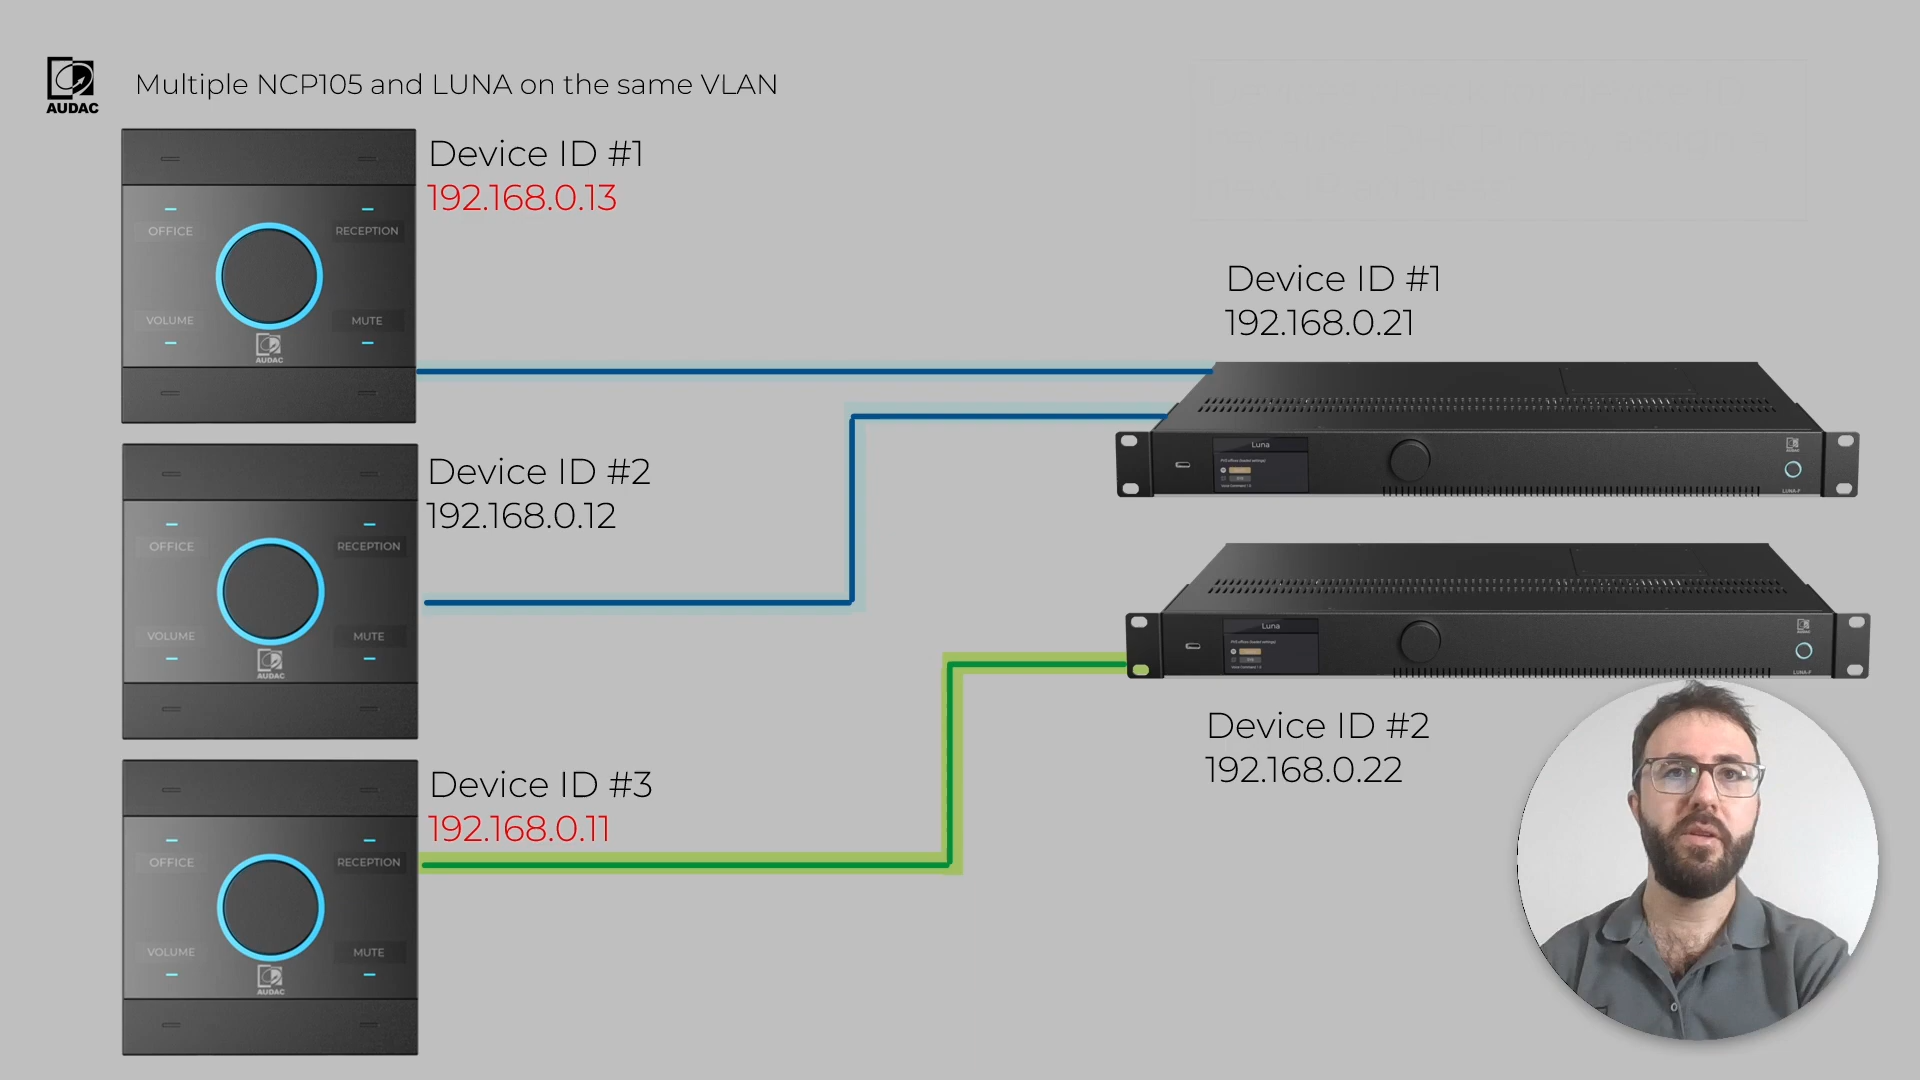 AUDAC
Multiple NCP105 and LUNA on the same VLAN
Device ID #1
192.168.0.13
OFFICE
RECEPTION
VOLUME
MUTE
AUDAC
Device ID #1
192.168.0.21
Luna
LUNA-F
Device ID #2
192.168.0.12
OFFICE
RECEPTION
VOLUME
MUTE
AUDAC
Luna
LUNA-F
Device ID #2
192.168.0.22
Device ID #3
192.168.0.11
OFFICE
RECEPTION
VOLUME
MUTE
AUDAC